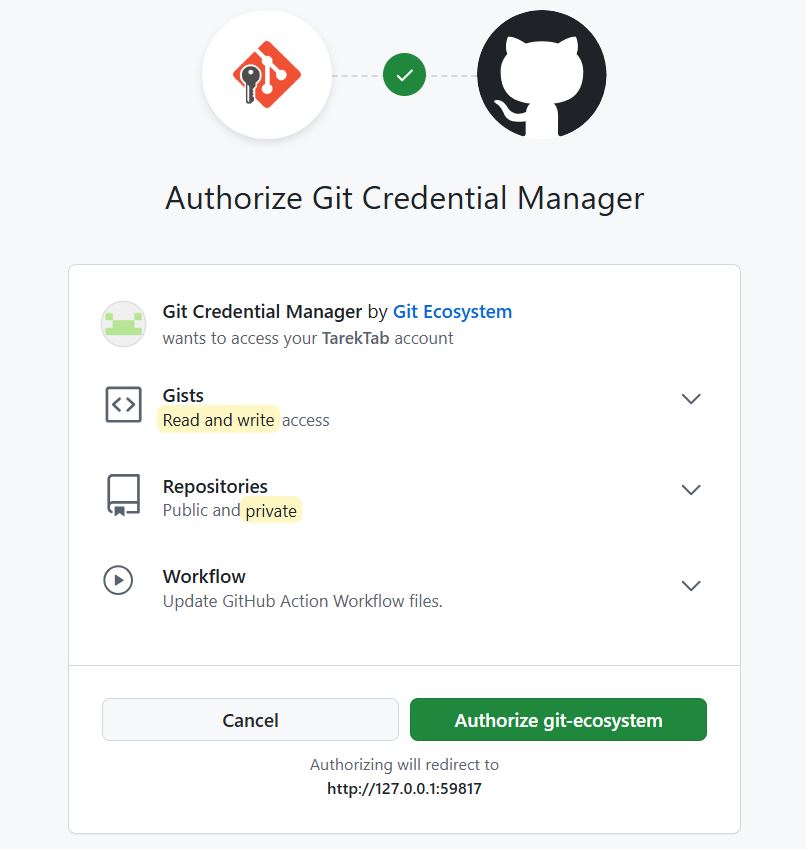 Authorize Git Credential Manager
Git Credential Manager by Git Ecosystem
wants to access your TarekTab account
Gists
Read and write access
Repositories
Public and private
Workflow
Update GitHub Action Workflow files.
Cancel
Authorize git-ecosystem
Authorizing will redirect to
http://127.0.0.1:59817